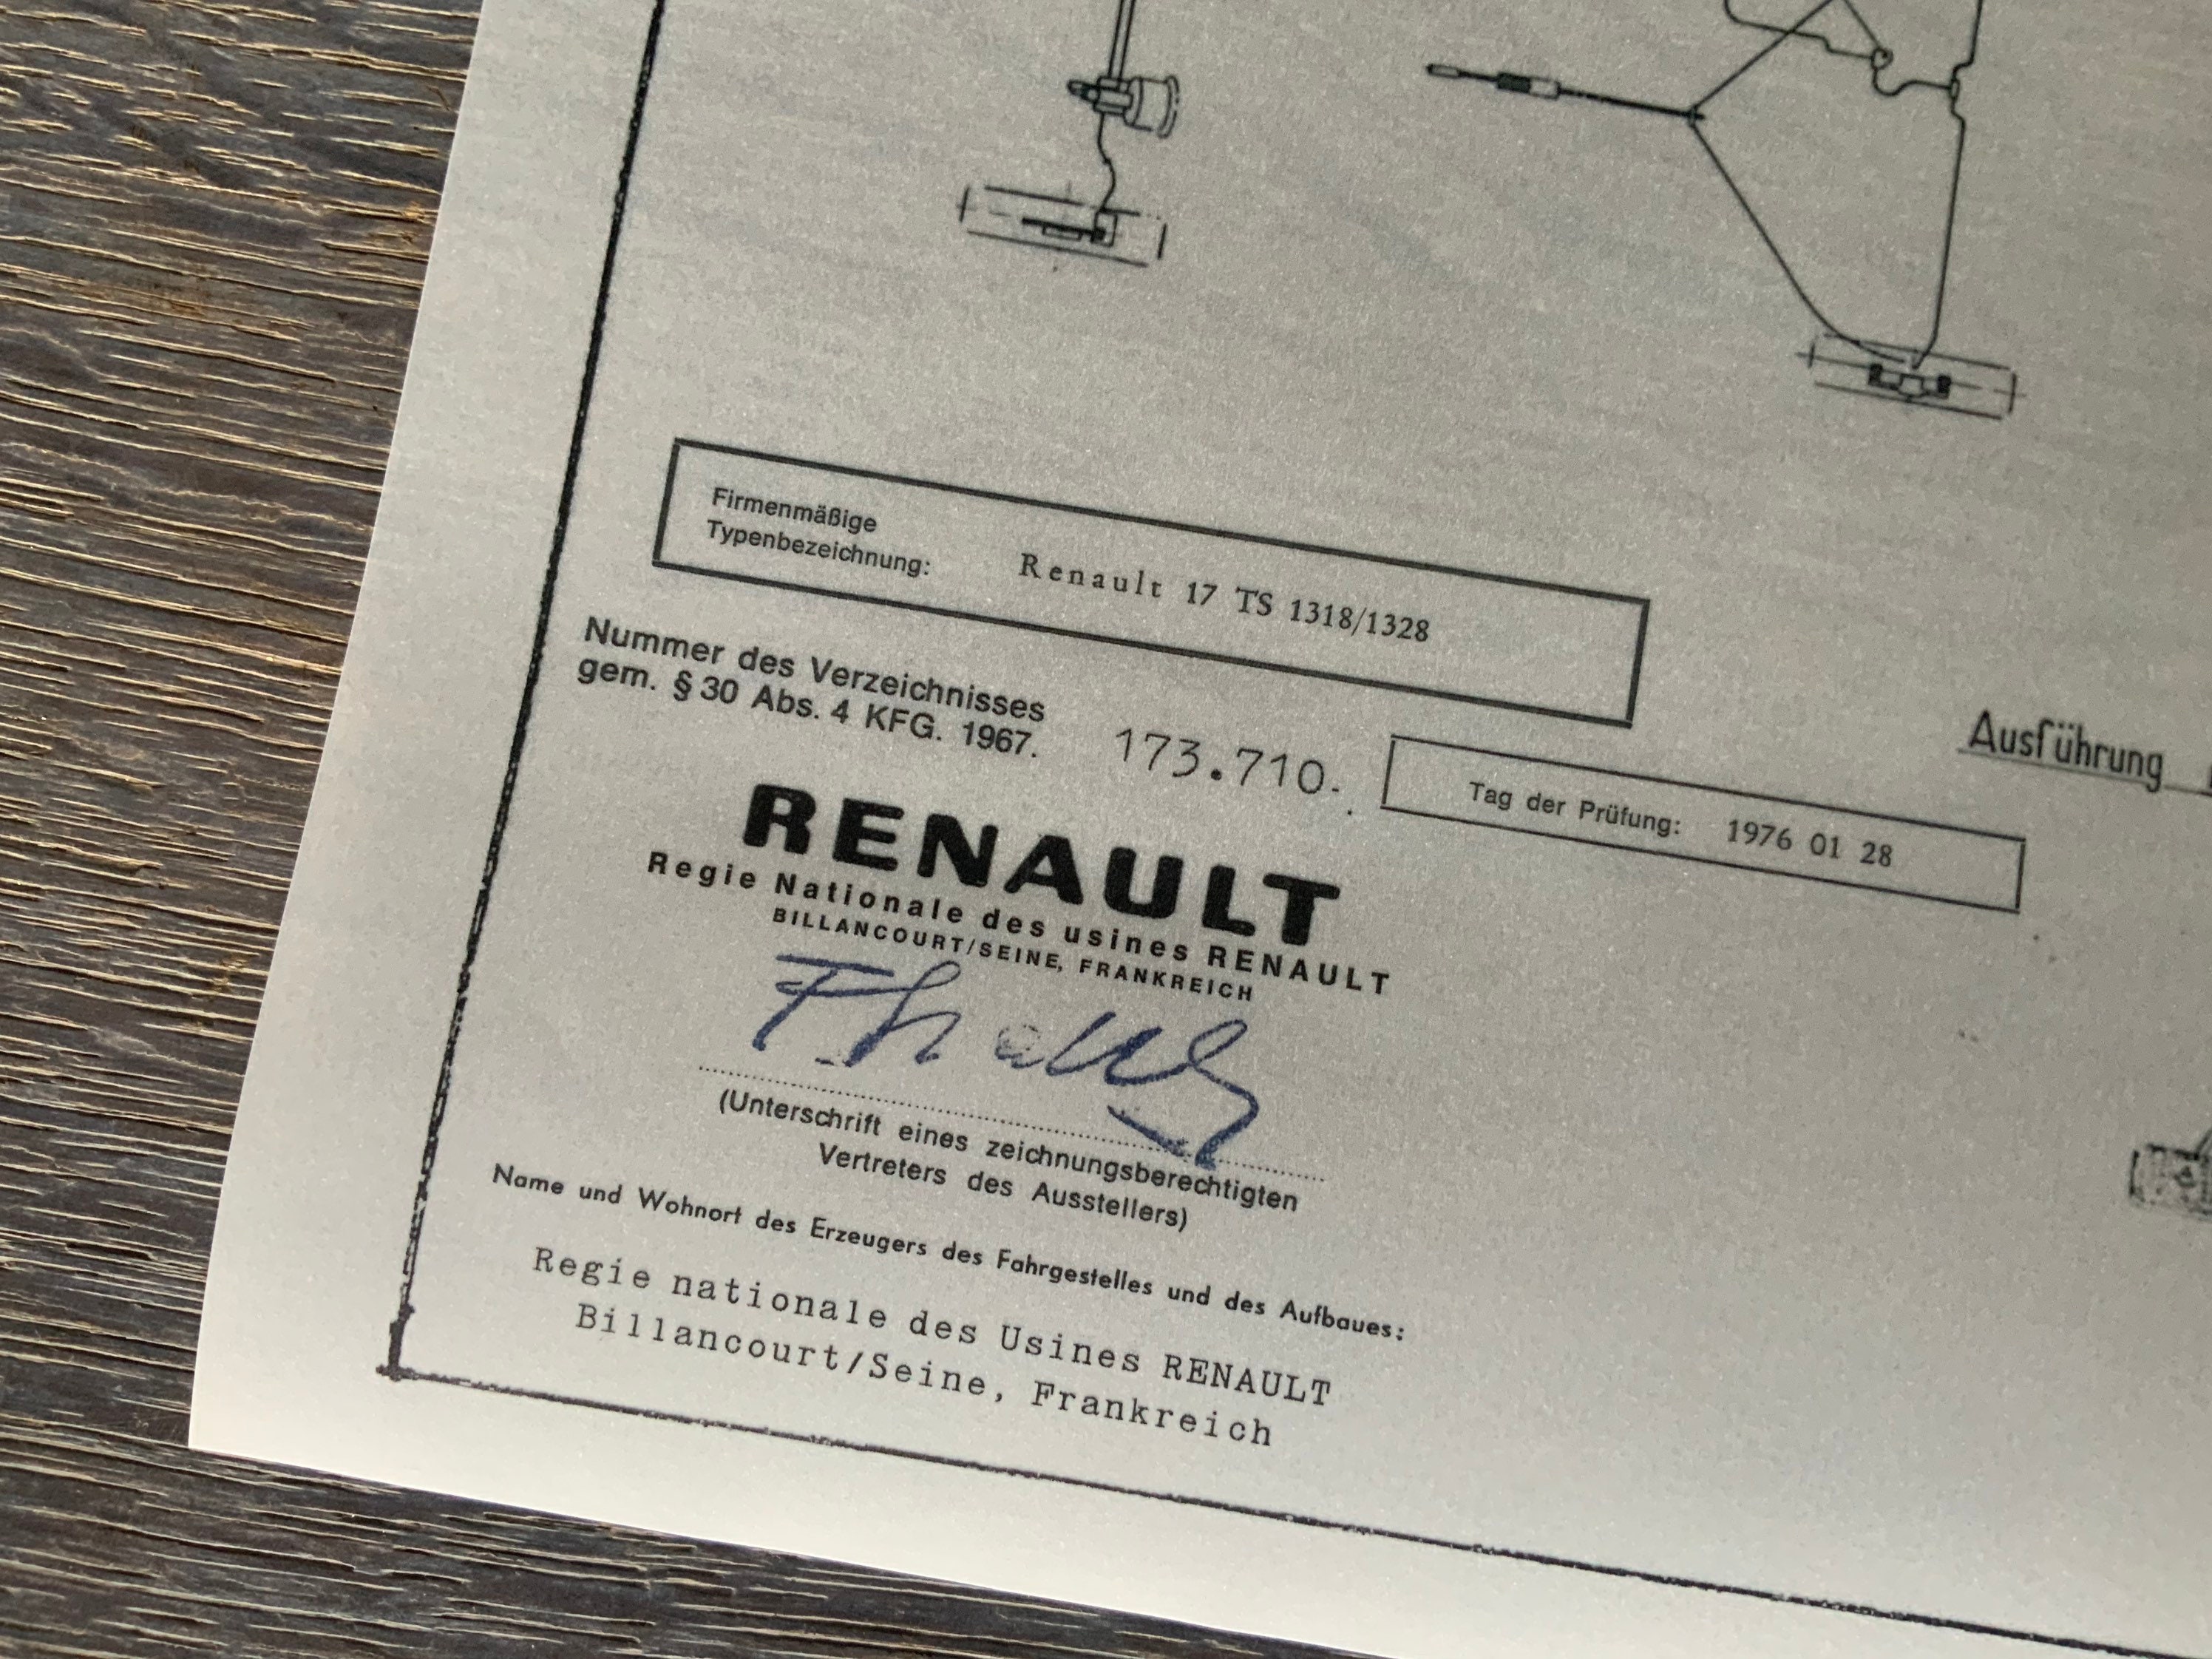 Firmenmäßige
Typenbezeichnung: Renault 17 TS 1318/1328
Nummer des Verzeichnisses
gem. § 30 Abs. 4 KFG. 1967. 173.710.
Tag der Prüfung: 1976 01 28
Ausführung
RENAULT
Regie Nationale des usines RENAULT
BILLANCOURT/SEINE, FRANKREICH
(Unterschrift eines zeichnungsberechtigten
Vertreters des Ausstellers)
Name und Wohnort des Erzeugers des Fahrgestelles und des Aufbaues:
Regie nationale des Usines RENAULT
Billancourt/Seine, Frankreich